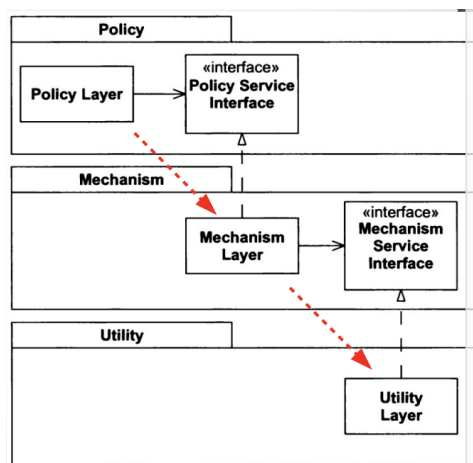 Policy
Policy Layer
«interface»
Policy Service
Interface
Mechanism
Mechanism
Layer
«interface»
Mechanism
Service
Interface
Utility
Utility
Layer